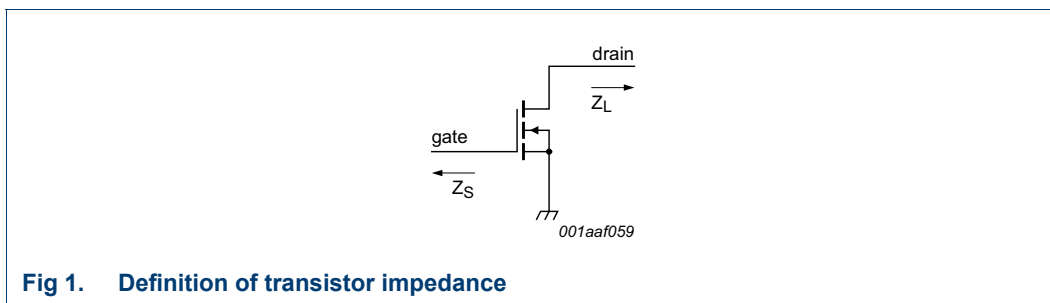 drain
Z_L
gate
Z_S
001aaf059
Fig 1. Definition of transistor impedance